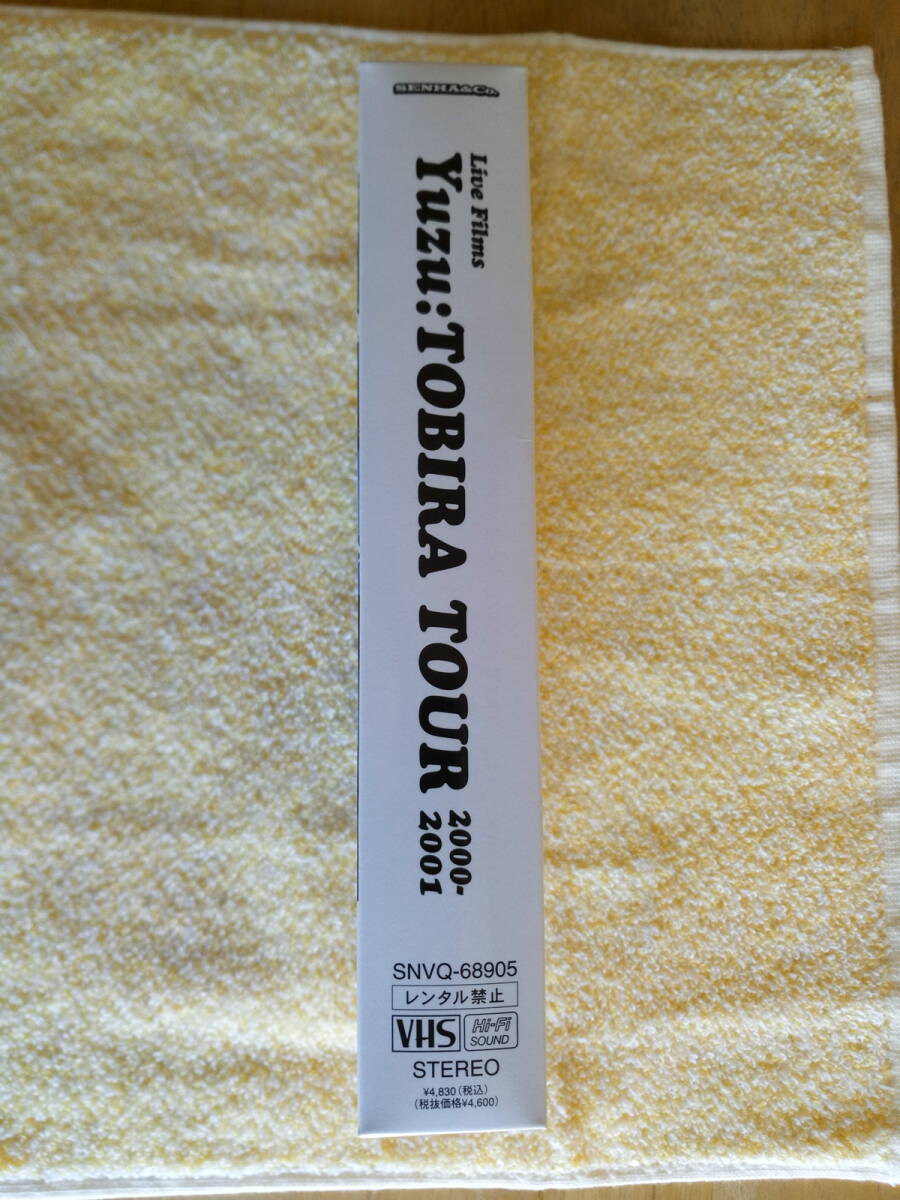 SENHA&Co.
Live Films
Yuzu:TOBIRA TOUR 2000-
2001
SNVQ-68905
レンタル禁止
VHS Hi-Fi
SOUND
STEREO
¥4,830(税込)
(税抜価格¥4,600)